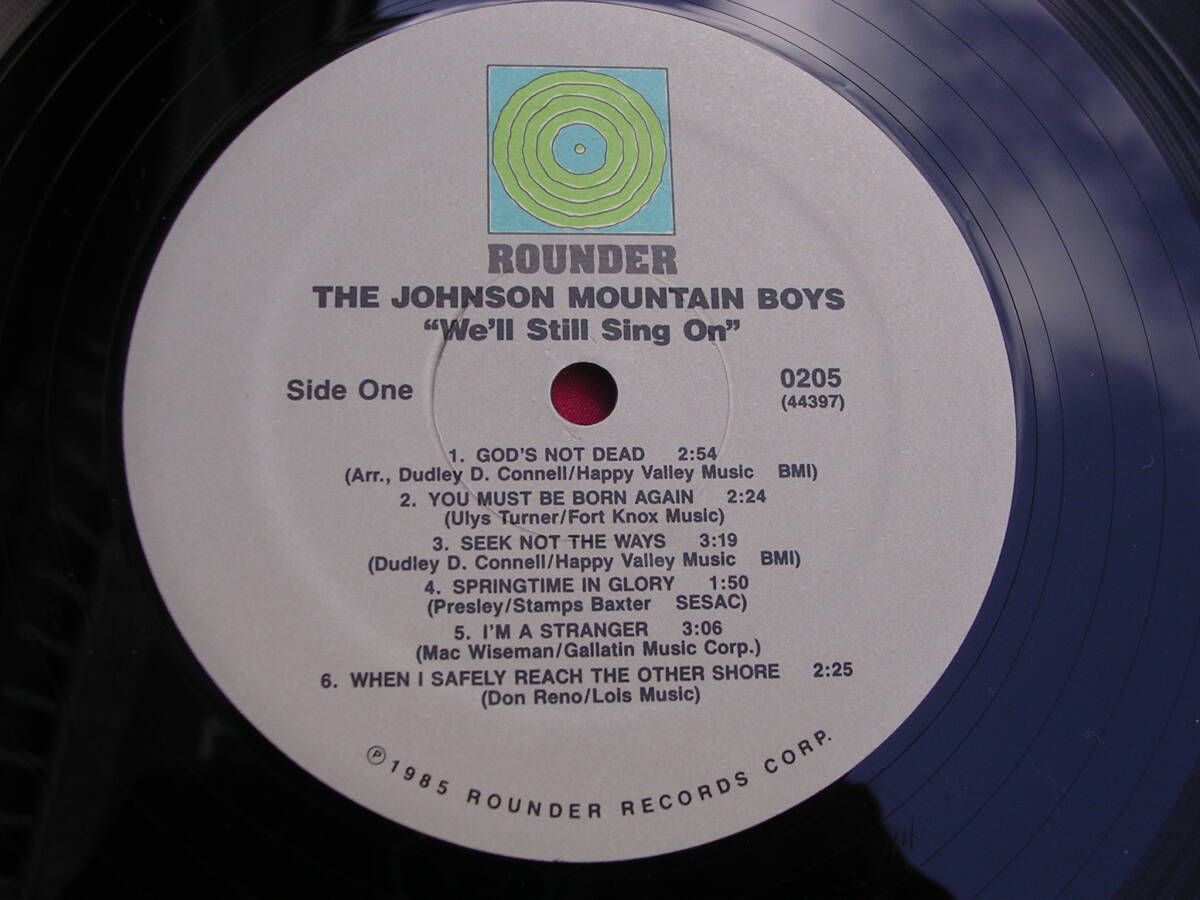 ROUNDER
THE JOHNSON MOUNTAIN BOYS
“We’ll Still Sing On”
Side One
0205
(44397)
1. GOD'S NOT DEAD 2:54
(Arr., Dudley D. Connell/Happy Valley Music BMI)
2. YOU MUST BE BORN AGAIN 2:24
(Ulys Turner/Fort Knox Music)
3. SEEK NOT THE WAYS 3:19
(Dudley D. Connell/Happy Valley Music BMI)
4. SPRINGTIME IN GLORY 1:50
(Presley/Stamps Baxter SESAC)
5. I'M A STRANGER 3:06
(Mac Wiseman/Gallatin Music Corp.)
6. WHEN I SAFELY REACH THE OTHER SHORE 2:25
(Don Reno/Lois Music)
℗ 1985 ROUNDER RECORDS CORP.